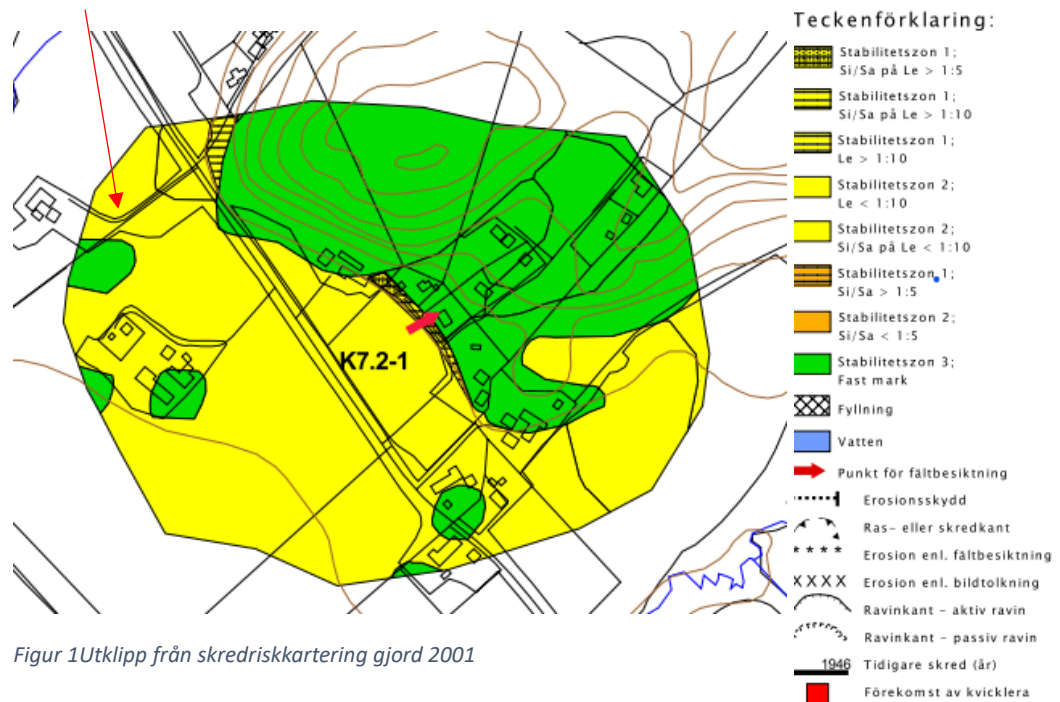 Teckenförklaring:
Stabilitetszon 1;
Si/Sa på Le > 1:5
Stabilitetszon 1;
Si/Sa på Le > 1:10
Stabilitetszon 1;
Le > 1:10
Stabilitetszon 2;
Le < 1:10
Stabilitetszon 2;
Si/Sa på Le < 1:10
Stabilitetszon 1;
Si/Sa > 1:5
Stabilitetszon 2;
Si/Sa < 1:5
Stabilitetszon 3;
Fast mark
Fyllning
Vatten
Punkt för fältbesiktning
Erosionsskydd
Ras- eller skredkant
Erosion enl. fältbesiktning
Erosion enl. bildtolkning
Ravinkant - aktiv ravin
Ravinkant - passiv ravin
1946 Tidigare skred (år)
Förekomst av kvicklera
K7.2-1
Figur 1Utklipp från skredriskkartering gjord 2001